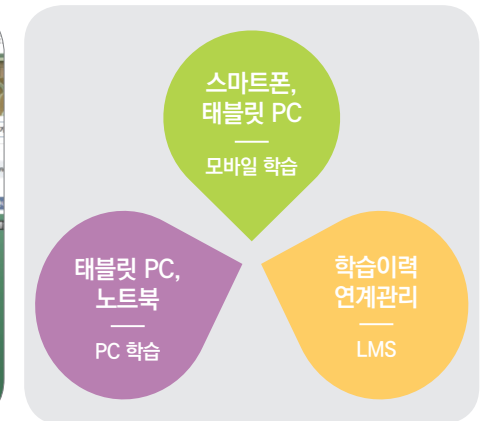 스마트폰,
태블릿 PC
모바일 학습
태블릿 PC,
노트북
PC 학습
학습이력
연계관리
LMS